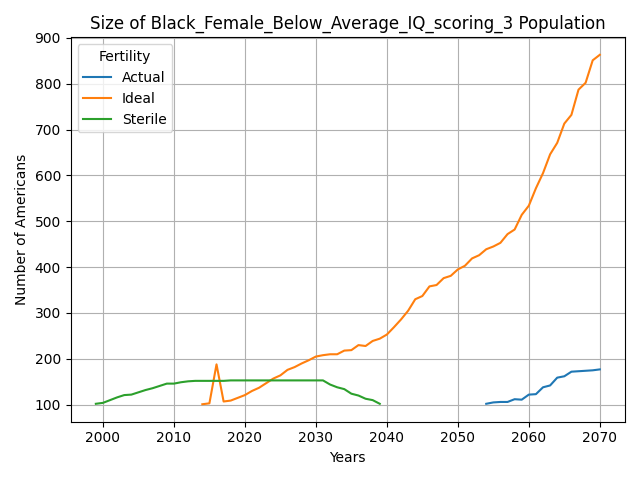 Size of Black_Female_Below_Average_IQ_scoring_3 Population
Fertility
Actual
Ideal
Sterile
Number of Americans
900
800
700
600
500
400
300
200
100
2000 2010 2020 2030 2040 2050 2060 2070
Years